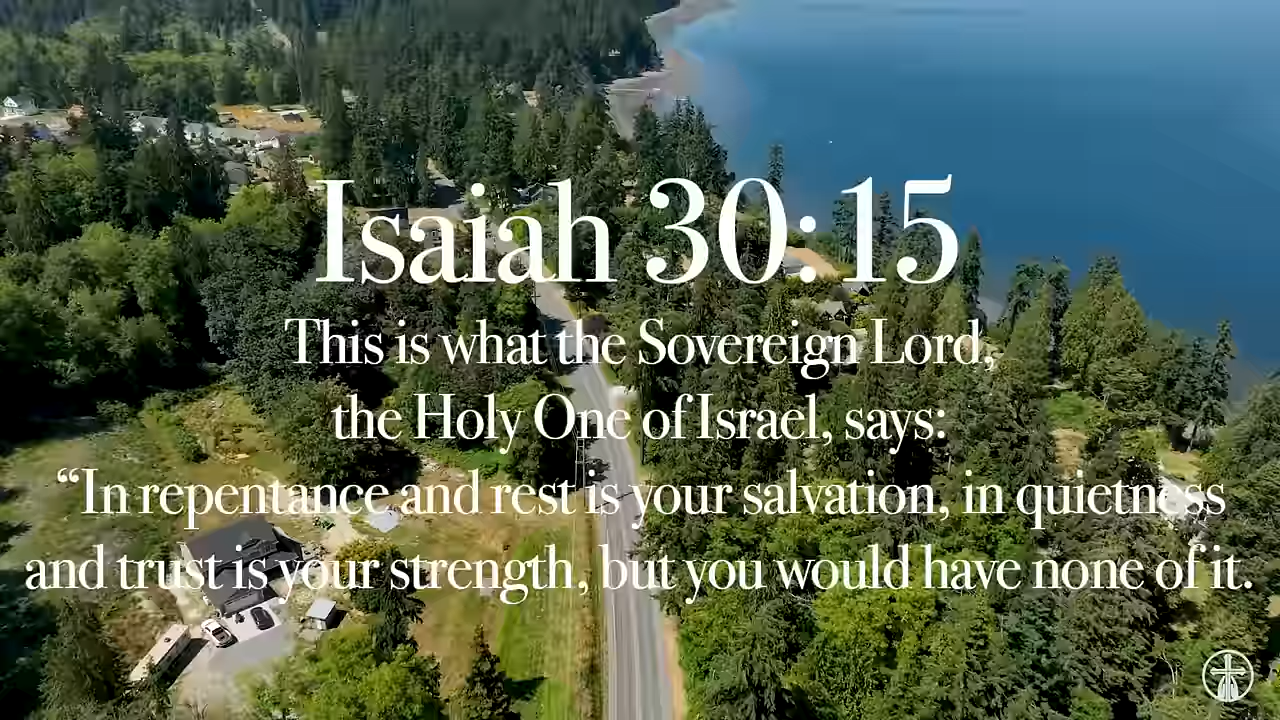 Isaiah 30:15
This is what the Sovereign Lord,
the Holy One of Israel, says:
“In repentance and rest is your salvation, in quietness
and trust is your strength, but you would have none of it.